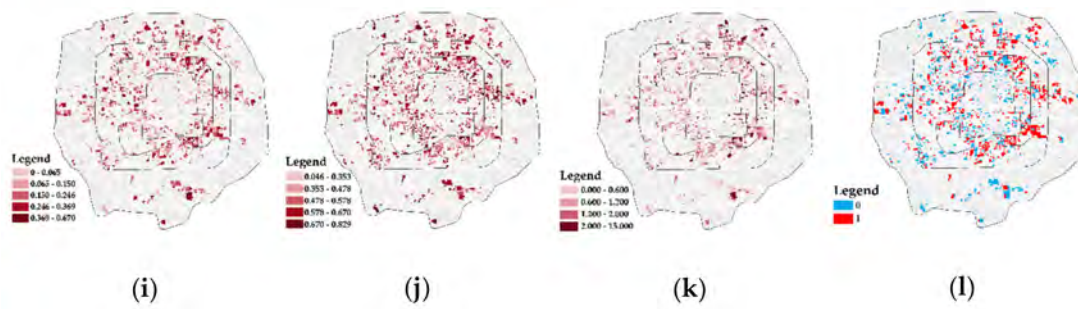 Legend
0 - 0.065
0.065 - 0.150
0.150 - 0.246
0.246 - 0.369
0.369 - 0.670
(i)
Legend
0.046 - 0.353
0.353 - 0.478
0.478 - 0.578
0.578 - 0.670
0.670 - 0.829
(j)
Legend
0.000 - 0.600
0.600 - 1.200
1.200 - 2.000
2.000 - 15.000
(k)
Legend
0
1
(l)